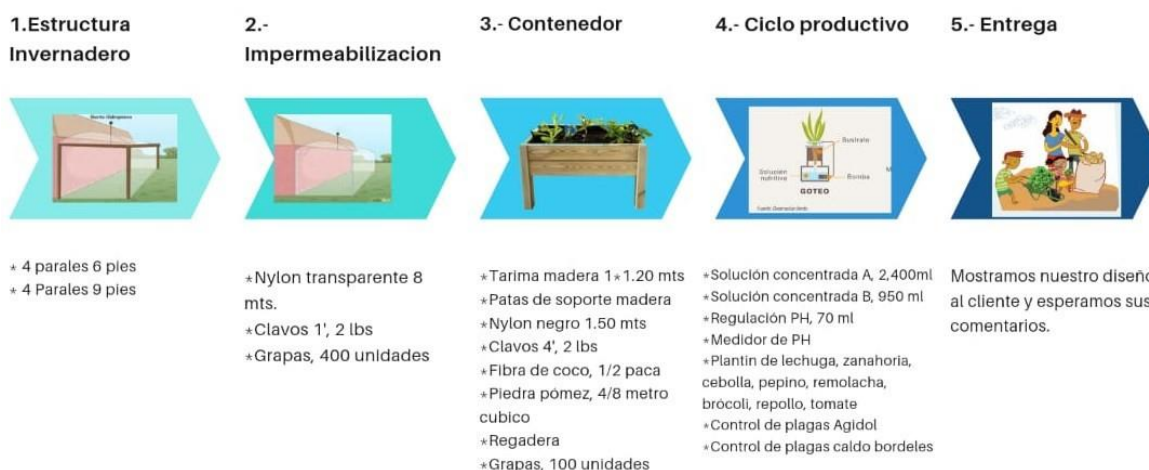 1.Estructura
Invernadero
2.-
Impermeabilizacion
3.- Contenedor
4.- Ciclo productivo
5.- Entrega
Sustrato
Solución
nutritiva
Bomba
GOTEO
M
* 4 parales 6 pies
* 4 Parales 9 pies
*Nylon transparente 8
mts.
*Clavos 1', 2 lbs
*Grapas, 400 unidades
*Tarima madera 1*1.20 mts
*Patas de soporte madera
*Nylon negro 1.50 mts
*Clavos 4', 2 lbs
*Fibra de coco, 1/2 paca
*Piedra pómez, 4/8 metro
cubico
*Regadera
*Grapas, 100 unidades
*Solución concentrada A, 2,400ml
*Solución concentrada B, 950 ml
*Regulación PH, 70 ml
*Medidor de PH
*Plantin de lechuga, zanahoria,
cebolla, pepino, remolacha,
brócoli, repollo, tomate
*Control de plagas Agidol
*Control de plagas caldo bordeles
Mostramos nuestro diseño
al cliente y esperamos sus
comentarios.